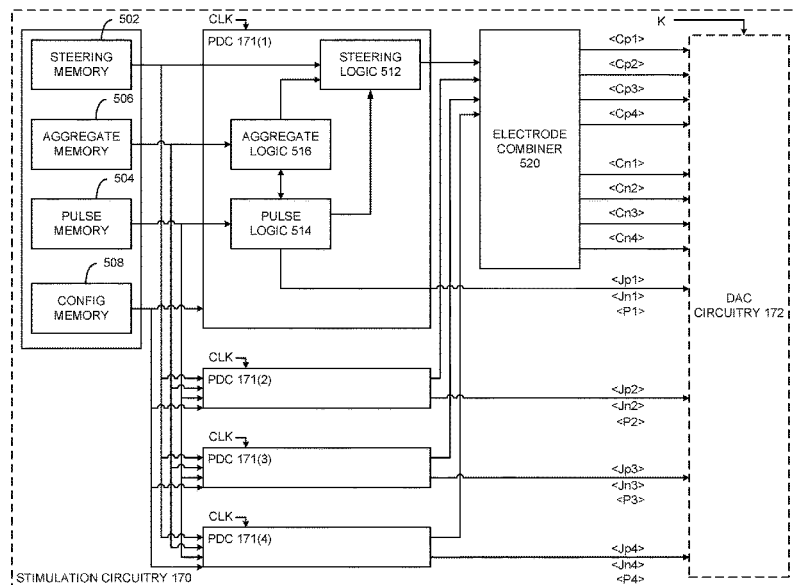 502
STEERING
MEMORY
506
AGGREGATE
MEMORY
504
PULSE
MEMORY
508
CONFIG
MEMORY
CLK
PDC 171(1)
STEERING
LOGIC 512
AGGREGATE
LOGIC 516
PULSE
LOGIC 514
CLK
PDC 171(2)
CLK
PDC 171(3)
CLK
PDC 171(4)
ELECTRODE
COMBINER
520
K
<Cp1>
<Cp2>
<Cp3>
<Cp4>
<Cn1>
<Cn2>
<Cn3>
<Cn4>
<Jp1>
<Jn1>
<P1>
<Jp2>
<Jn2>
<P2>
<Jp3>
<Jn3>
<P3>
<Jp4>
<Jn4>
<P4>
DAC
CIRCUITRY 172
STIMULATION CIRCUITRY 170